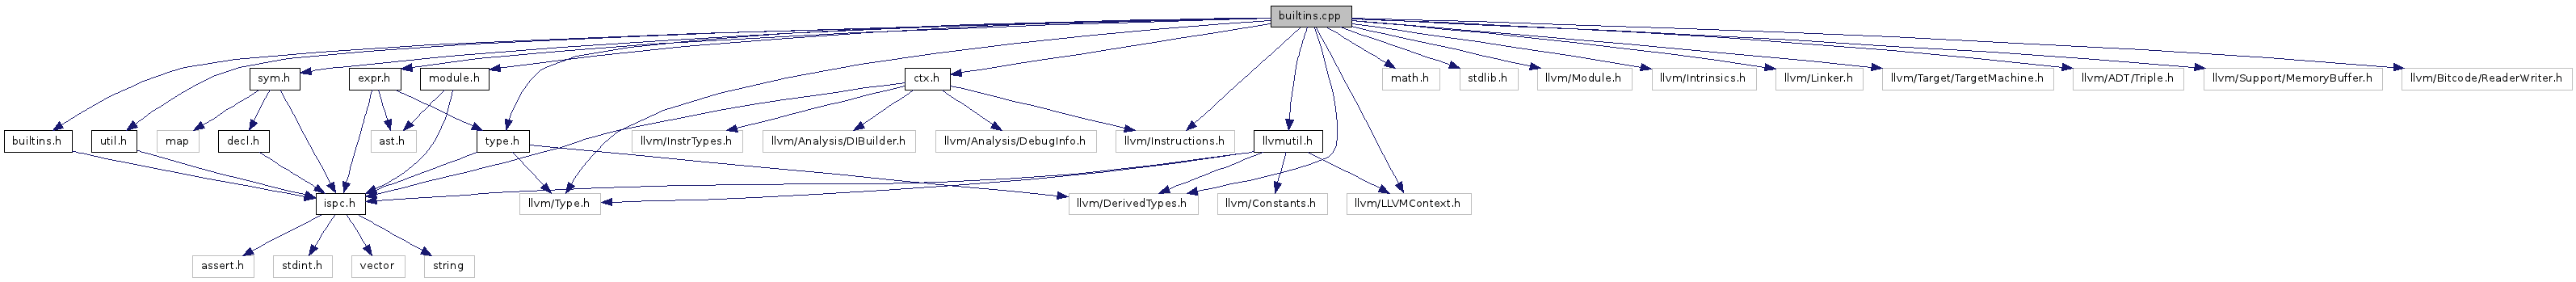 builtins.cpp
sym.h
expr.h
module.h
ctx.h
math.h
stdlib.h
llvm/Module.h
llvm/Intrinsics.h
llvm/Linker.h
llvm/Target/TargetMachine.h
llvm/ADT/Triple.h
llvm/Support/MemoryBuffer.h
llvm/Bitcode/ReaderWriter.h
builtins.h
util.h
map
decl.h
ast.h
type.h
llvm/InstrTypes.h
llvm/Analysis/DIBuilder.h
llvm/Analysis/DebugInfo.h
llvm/Instructions.h
llvmutil.h
ispc.h
llvm/Type.h
llvm/DerivedTypes.h
llvm/Constants.h
llvm/LLVMContext.h
assert.h
stdint.h
vector
string